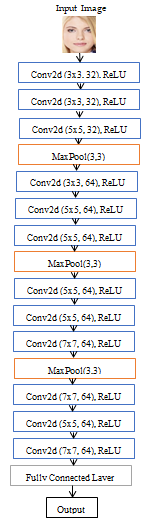 Input Image
Conv2d (3x3, 32), ReLU
Conv2d (3x3, 32), ReLU
Conv2d (5x5, 32), ReLU
MaxPool(3,3)
Conv2d (3x3, 64), ReLU
Conv2d (5x5, 64), ReLU
Conv2d (5x5, 64), ReLU
MaxPool(3,3)
Conv2d (5x5, 64), ReLU
Conv2d (5x5, 64), ReLU
Conv2d (7x7, 64), ReLU
MaxPool(3,3)
Conv2d (7x7, 64), ReLU
Conv2d (5x5, 64), ReLU
Conv2d (7x7, 64), ReLU
Fully Connected Layer
Output